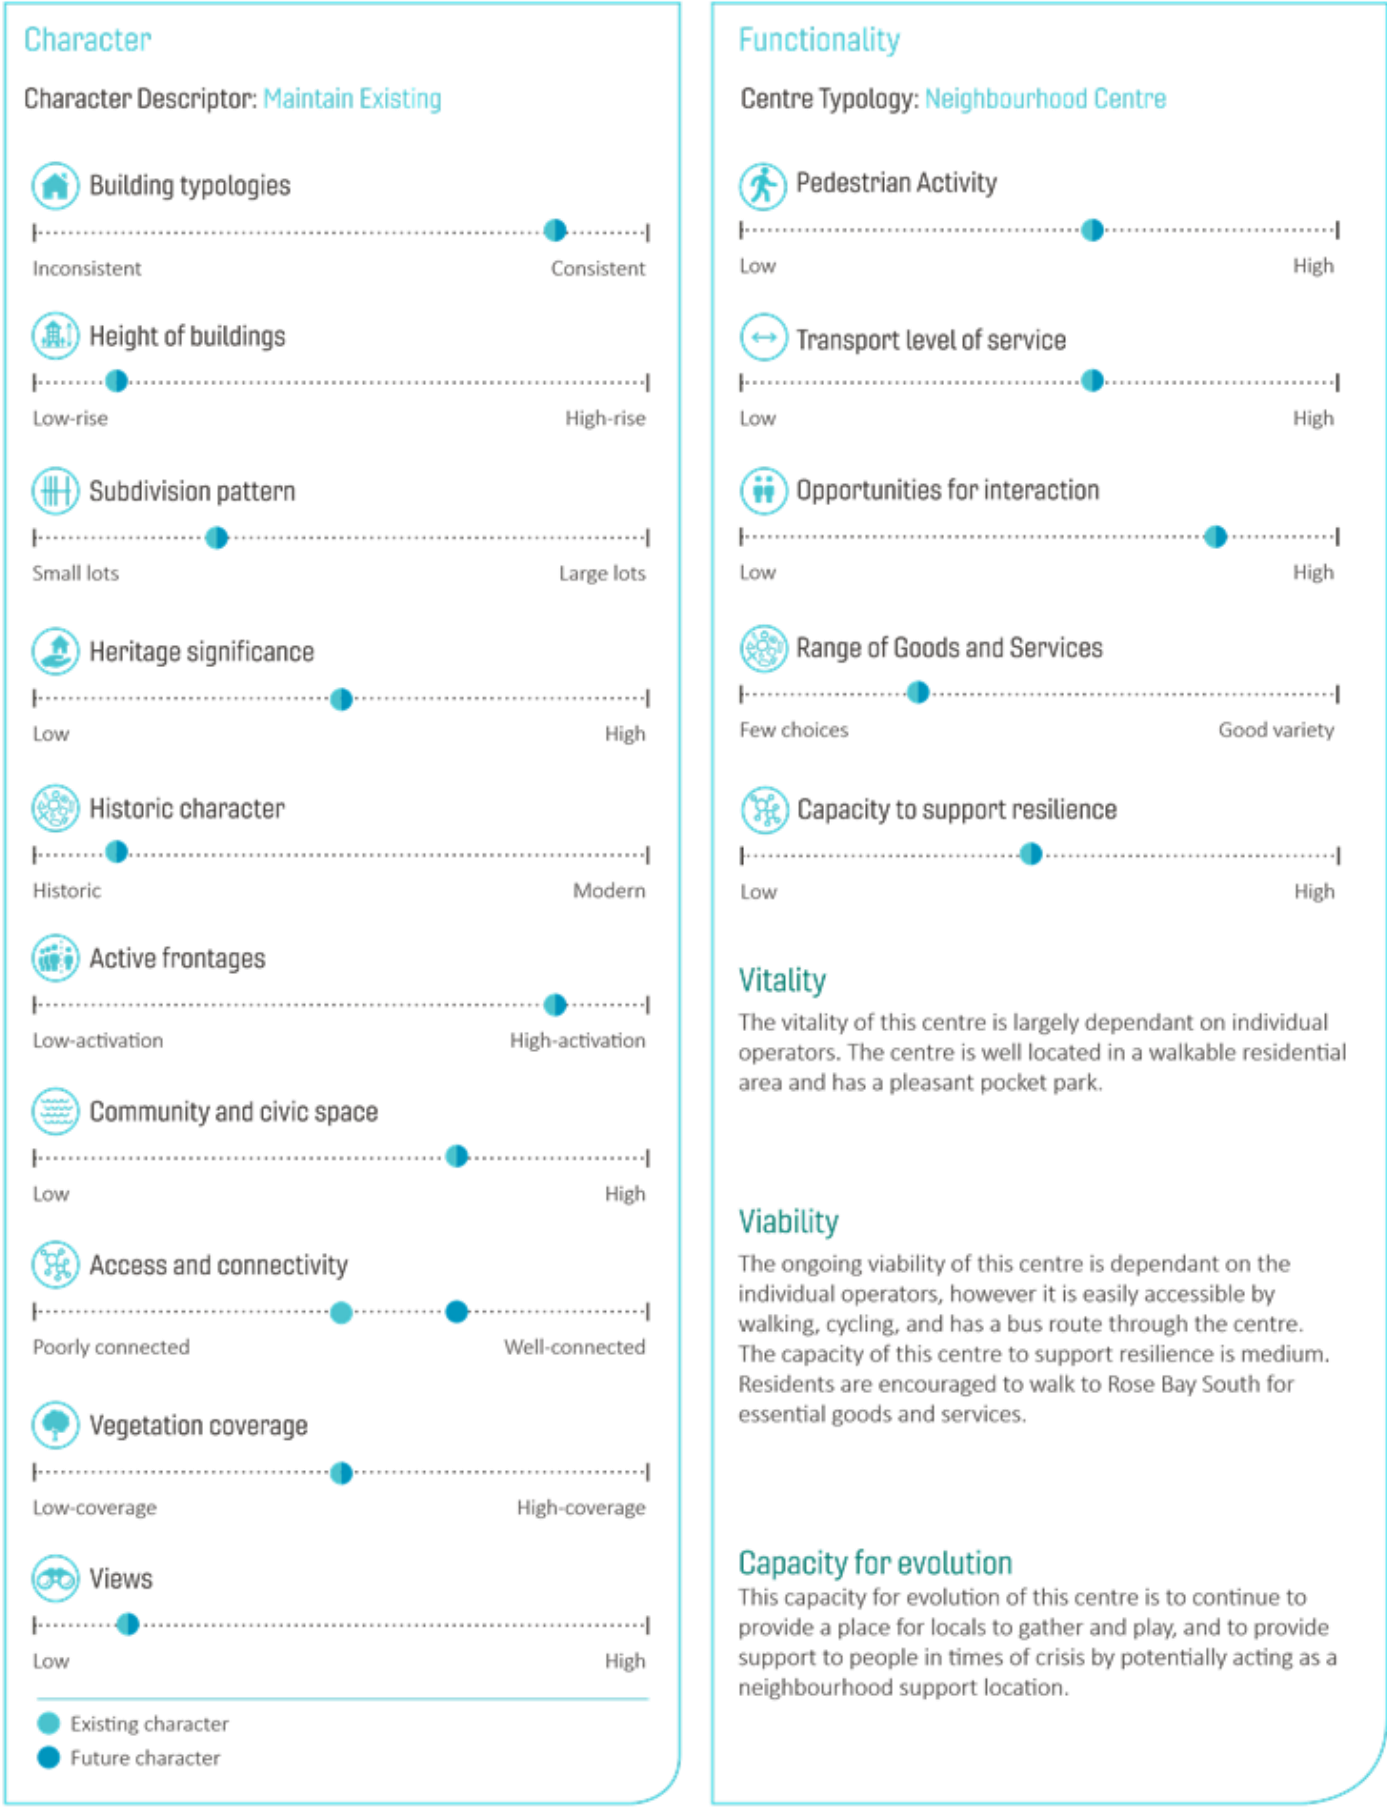 Character
Character Descriptor: Maintain Existing
Building typologies
Inconsistent Consistent
Height of buildings
Low-rise High-rise
Subdivision pattern
Small lots Large lots
Heritage significance
Low High
Historic character
Historic Modern
Active frontages
Low-activation High-activation
Community and civic space
Low High
Access and connectivity
Poorly connected Well-connected
Vegetation coverage
Low-coverage High-coverage
Views
Low High
Existing character
Future character
Functionality
Centre Typology: Neighbourhood Centre
Pedestrian Activity
Low High
Transport level of service
Low High
Opportunities for interaction
Low High
Range of Goods and Services
Few choices Good variety
Capacity to support resilience
Low High
Vitality
The vitality of this centre is largely dependant on individual
operators. The centre is well located in a walkable residential
area and has a pleasant pocket park.
Viability
The ongoing viability of this centre is dependant on the
individual operators, however it is easily accessible by
walking, cycling, and has a bus route through the centre.
The capacity of this centre to support resilience is medium.
Residents are encouraged to walk to Rose Bay South for
essential goods and services.
Capacity for evolution
This capacity for evolution of this centre is to continue to
provide a place for locals to gather and play, and to provide
support to people in times of crisis by potentially acting as a
neighbourhood support location.